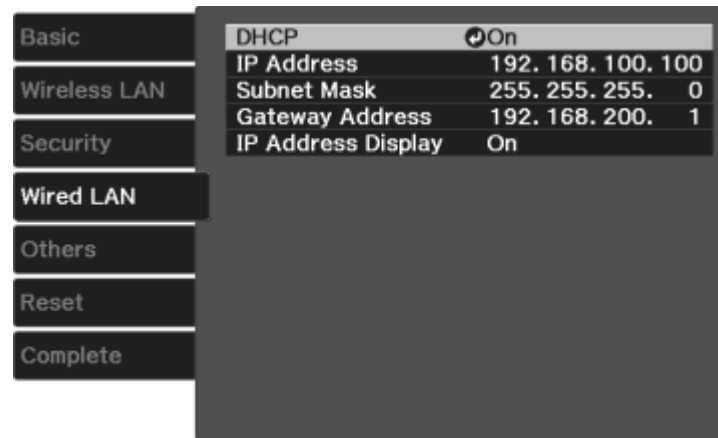 Basic
Wireless LAN
Security
Wired LAN
Others
Reset
Complete
DHCP On
IP Address 192.168.100.100
Subnet Mask 255.255.255. 0
Gateway Address 192.168.200. 1
IP Address Display On